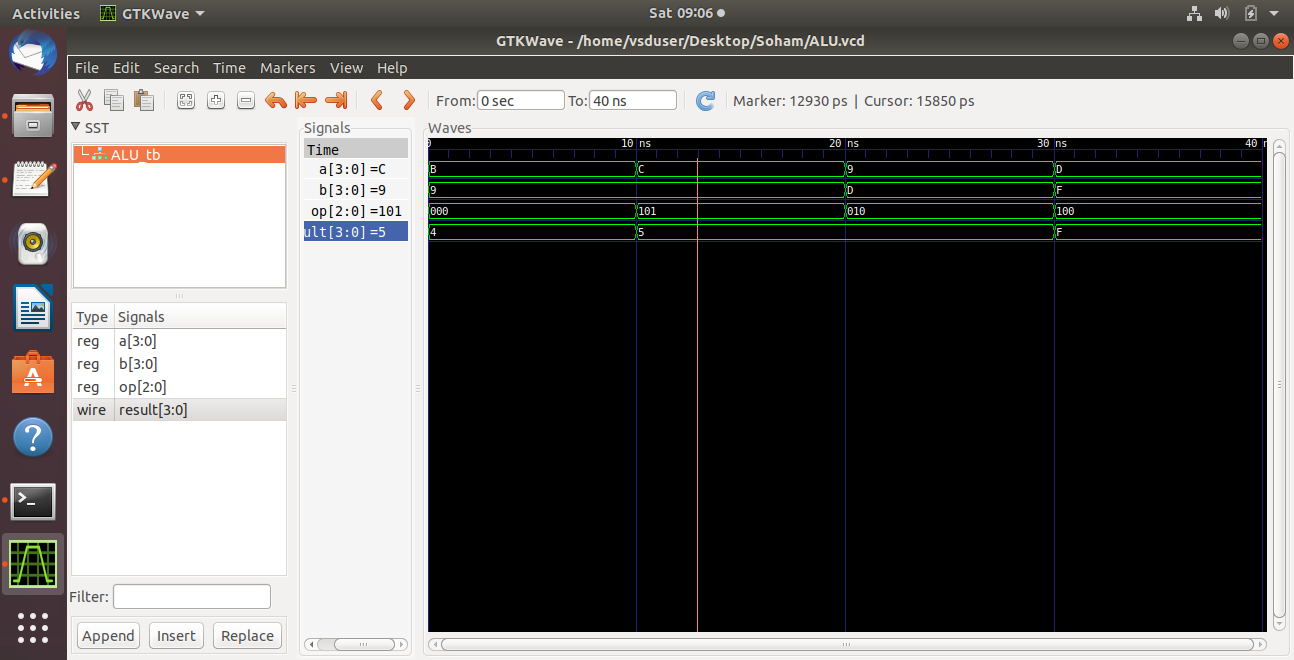 Activities GTKWave Sat 09:06
GTKWave - /home/vsduser/Desktop/Soham/ALU.vcd
File Edit Search Time Markers View Help
From: 0 sec To: 40 ns Marker: 12930 ps | Cursor: 15850 ps
SST
ALU_tb
Type Signals
reg a[3:0]
reg b[3:0]
reg op[2:0]
wire result[3:0]
Filter:
Append Insert Replace
Signals
Time
a[3:0] =C
b[3:0] =9
op[2:0] =101
ult[3:0] =5
Waves
0 10 ns 20 ns 30 ns 40 n
B C 9 D
9 D F
000 101 010 100
4 5 F